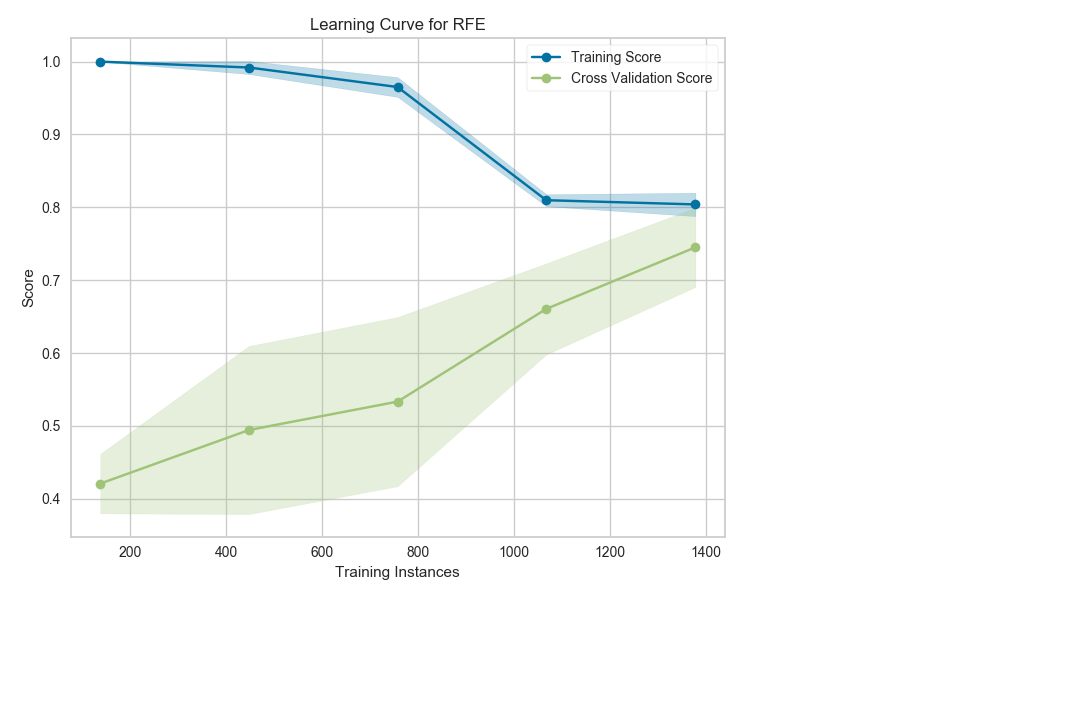 Learning Curve for RFE
Training Score
Cross Validation Score
1.0
0.9
0.8
0.7
0.6
0.5
0.4
Score
200 400 600 800 1000 1200 1400
Training Instances